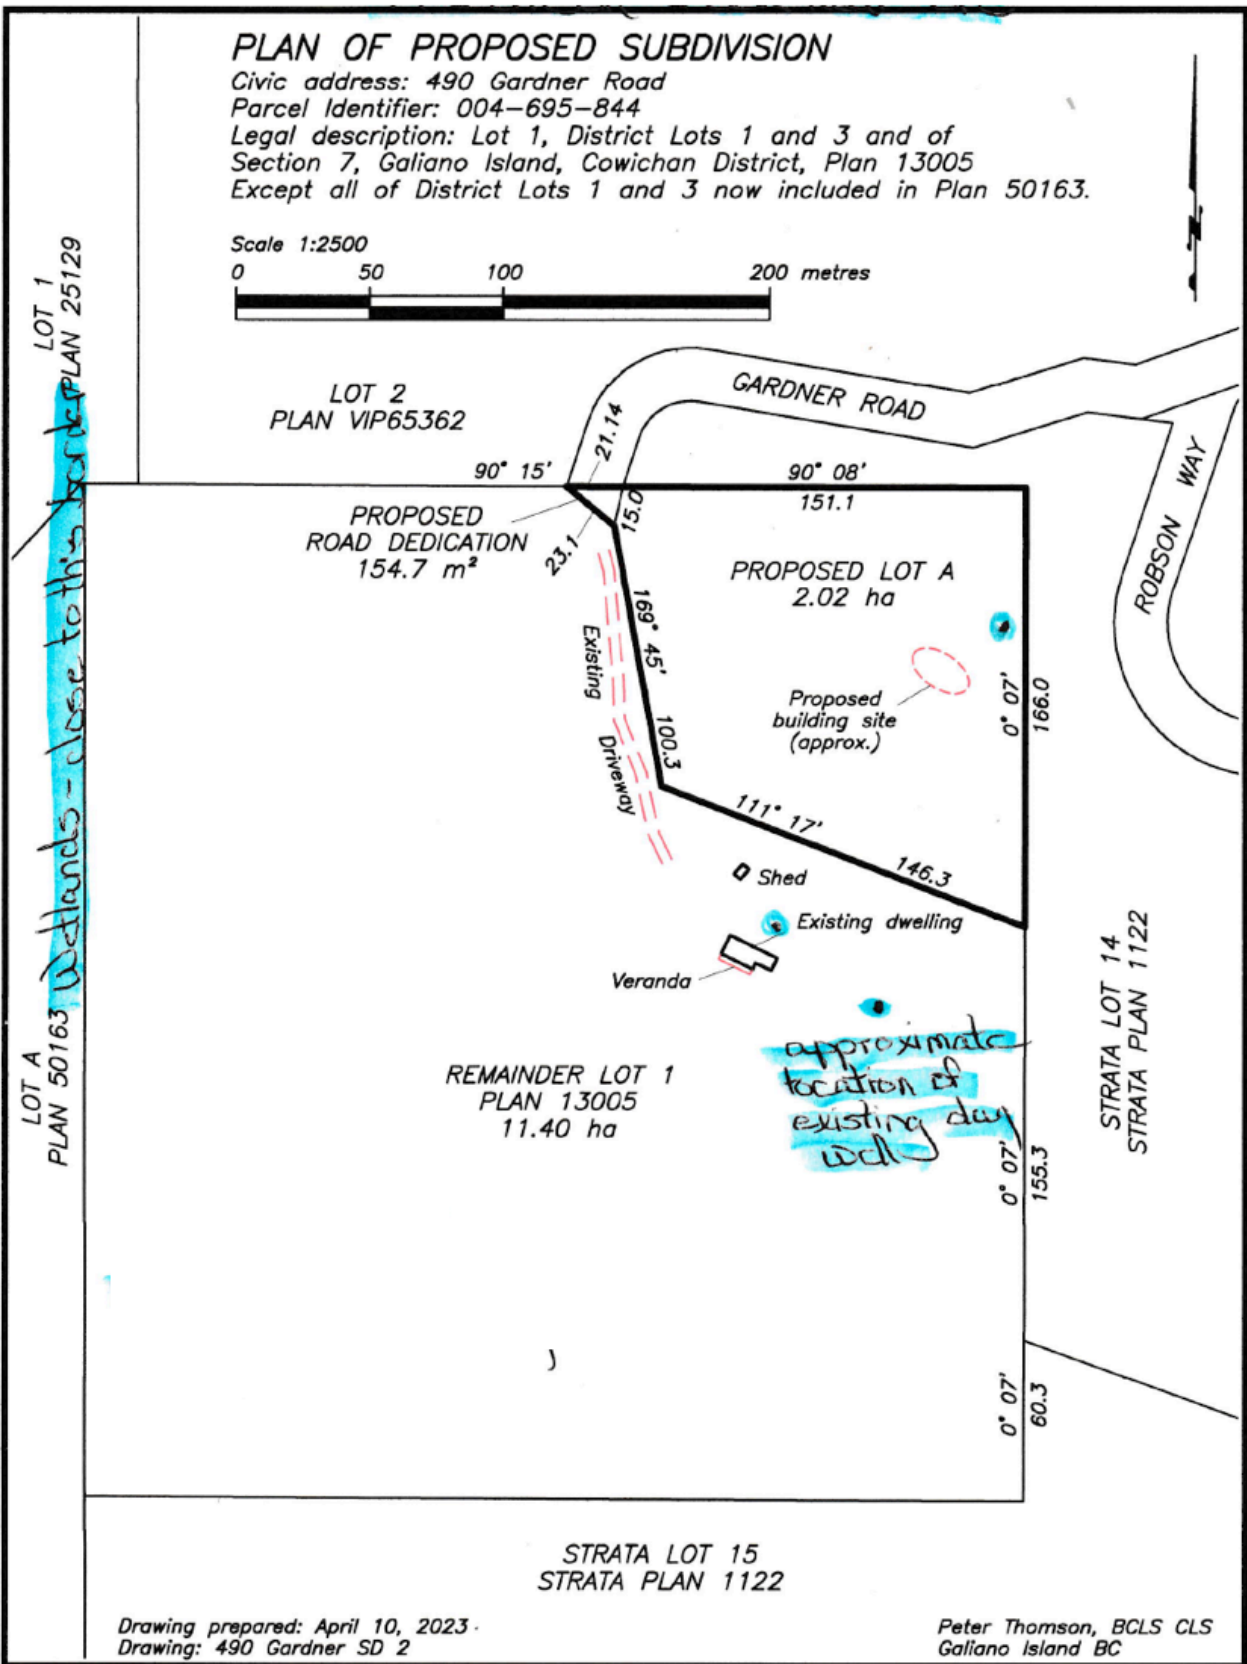 PLAN OF PROPOSED SUBDIVISION
Civic address: 490 Gardner Road
Parcel Identifier: 004-695-844
Legal description: Lot 1, District Lots 1 and 3 and of
Section 7, Galiano Island, Cowichan District, Plan 13005
Except all of District Lots 1 and 3 now included in Plan 50163.
Scale 1:2500
0 50 100 200 metres
N
LOT 1
PLAN 25129
LOT 2
PLAN VIP65362
GARDNER ROAD
ROBSON WAY
21.14
90° 15'
90° 08'
151.1
PROPOSED
ROAD DEDICATION
154.7 m²
23.1
15.0
PROPOSED LOT A
2.02 ha
169° 45'
100.3
Existing
Driveway
Proposed
building site
(approx.)
0° 07'
166.0
111° 17'
146.3
Shed
Existing dwelling
Veranda
wetlands - close to this border
LOT A
PLAN 50163
REMAINDER LOT 1
PLAN 13005
11.40 ha
approximate
location of
existing day
well
STRATA LOT 14
STRATA PLAN 1122
0° 07'
155.3
0° 07'
60.3
STRATA LOT 15
STRATA PLAN 1122
Drawing prepared: April 10, 2023
Drawing: 490 Gardner SD 2
Peter Thomson, BCLS CLS
Galiano Island BC